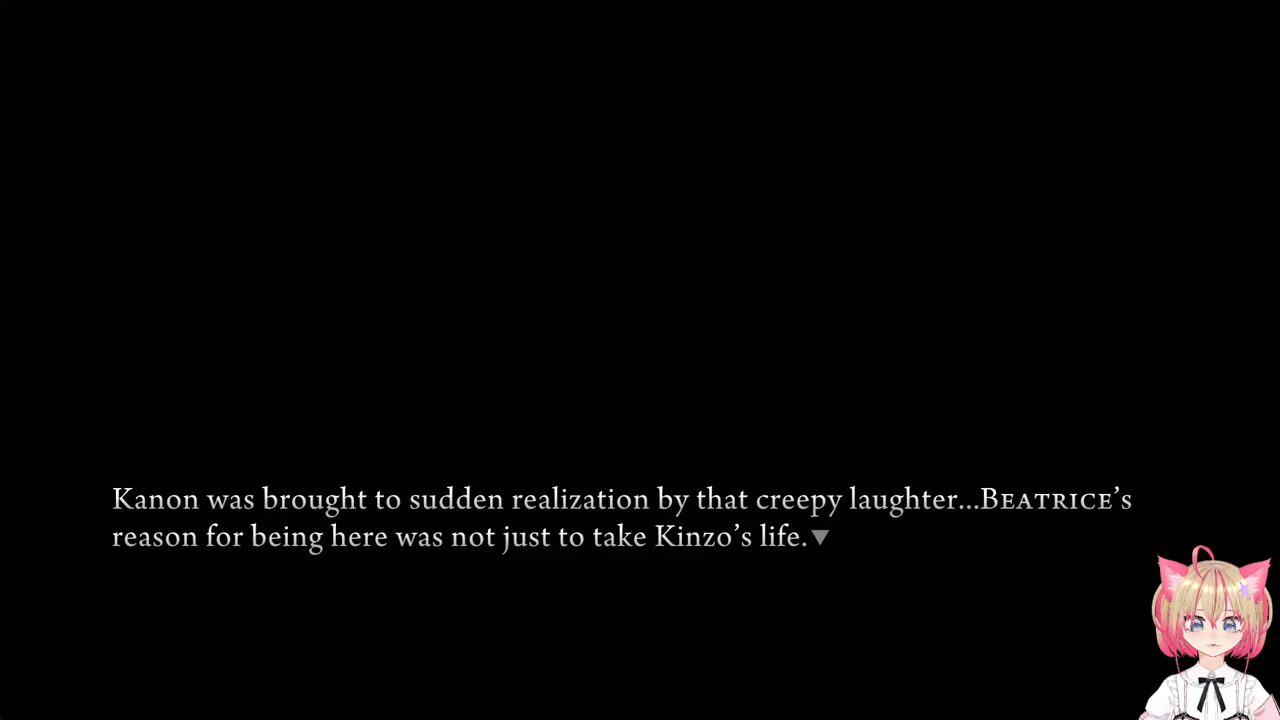 Kanon was brought to sudden realization by that creepy laughter...BEATRICE’s
reason for being here was not just to take Kinzo’s life.